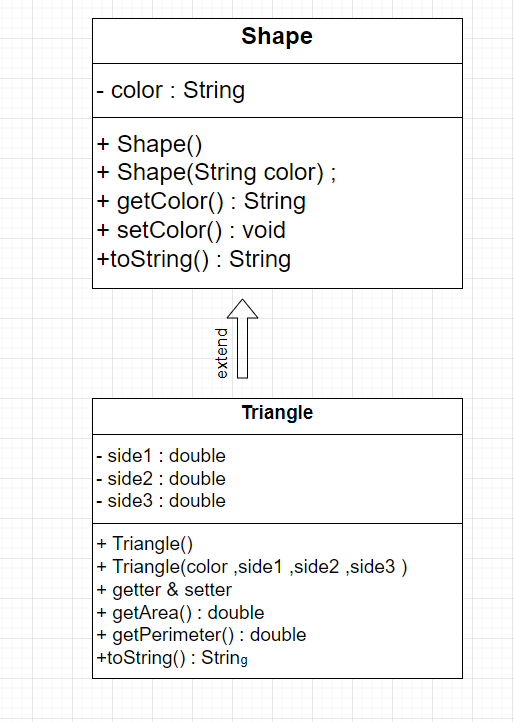 Shape
- color : String
+ Shape()
+ Shape(String color) ;
+ getColor() : String
+ setColor() : void
+toString() : String
extend
Triangle
- side1 : double
- side2 : double
- side3 : double
+ Triangle()
+ Triangle(color ,side1 ,side2 ,side3 )
+ getter & setter
+ getArea() : double
+ getPerimeter() : double
+toString() : String